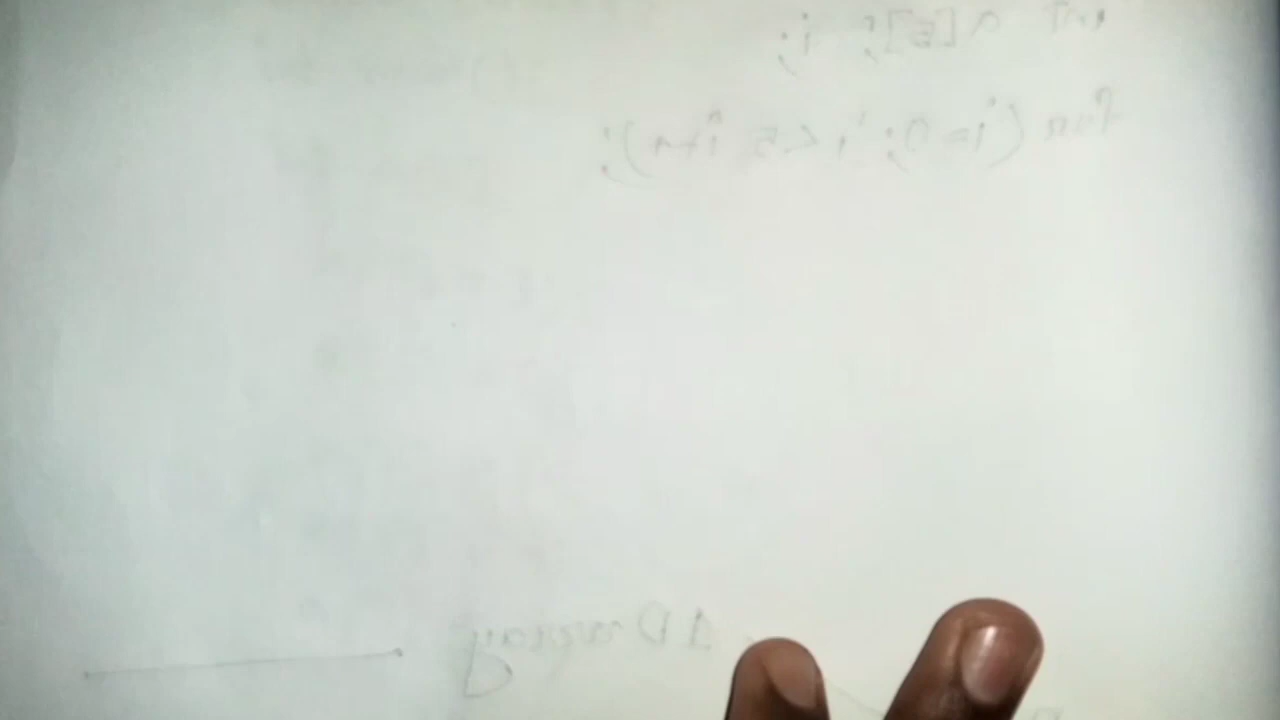 int a[5]; i;
for (i=0; i<5 i++);
1D array